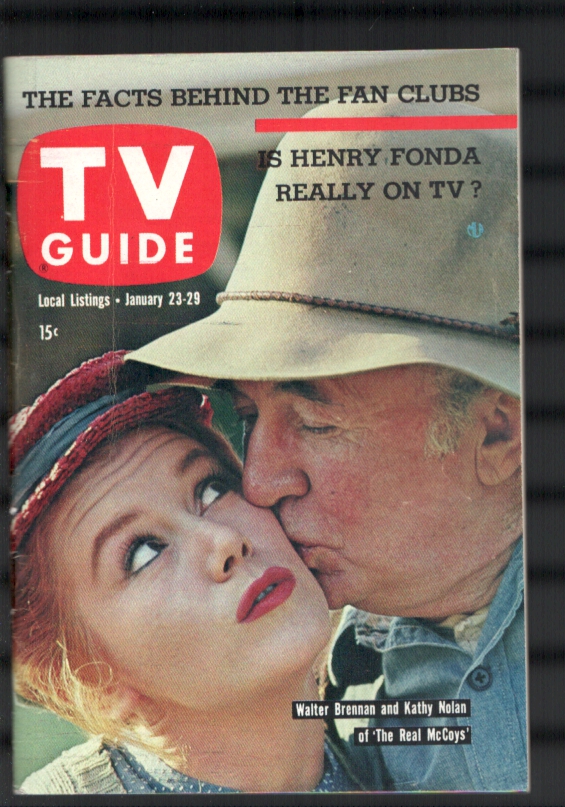 THE FACTS BEHIND THE FAN CLUBS
TV
GUIDE
®
IS HENRY FONDA
REALLY ON TV?
Local Listings • January 23-29
15¢
Walter Brennan and Kathy Nolan
of 'The Real McCoys'